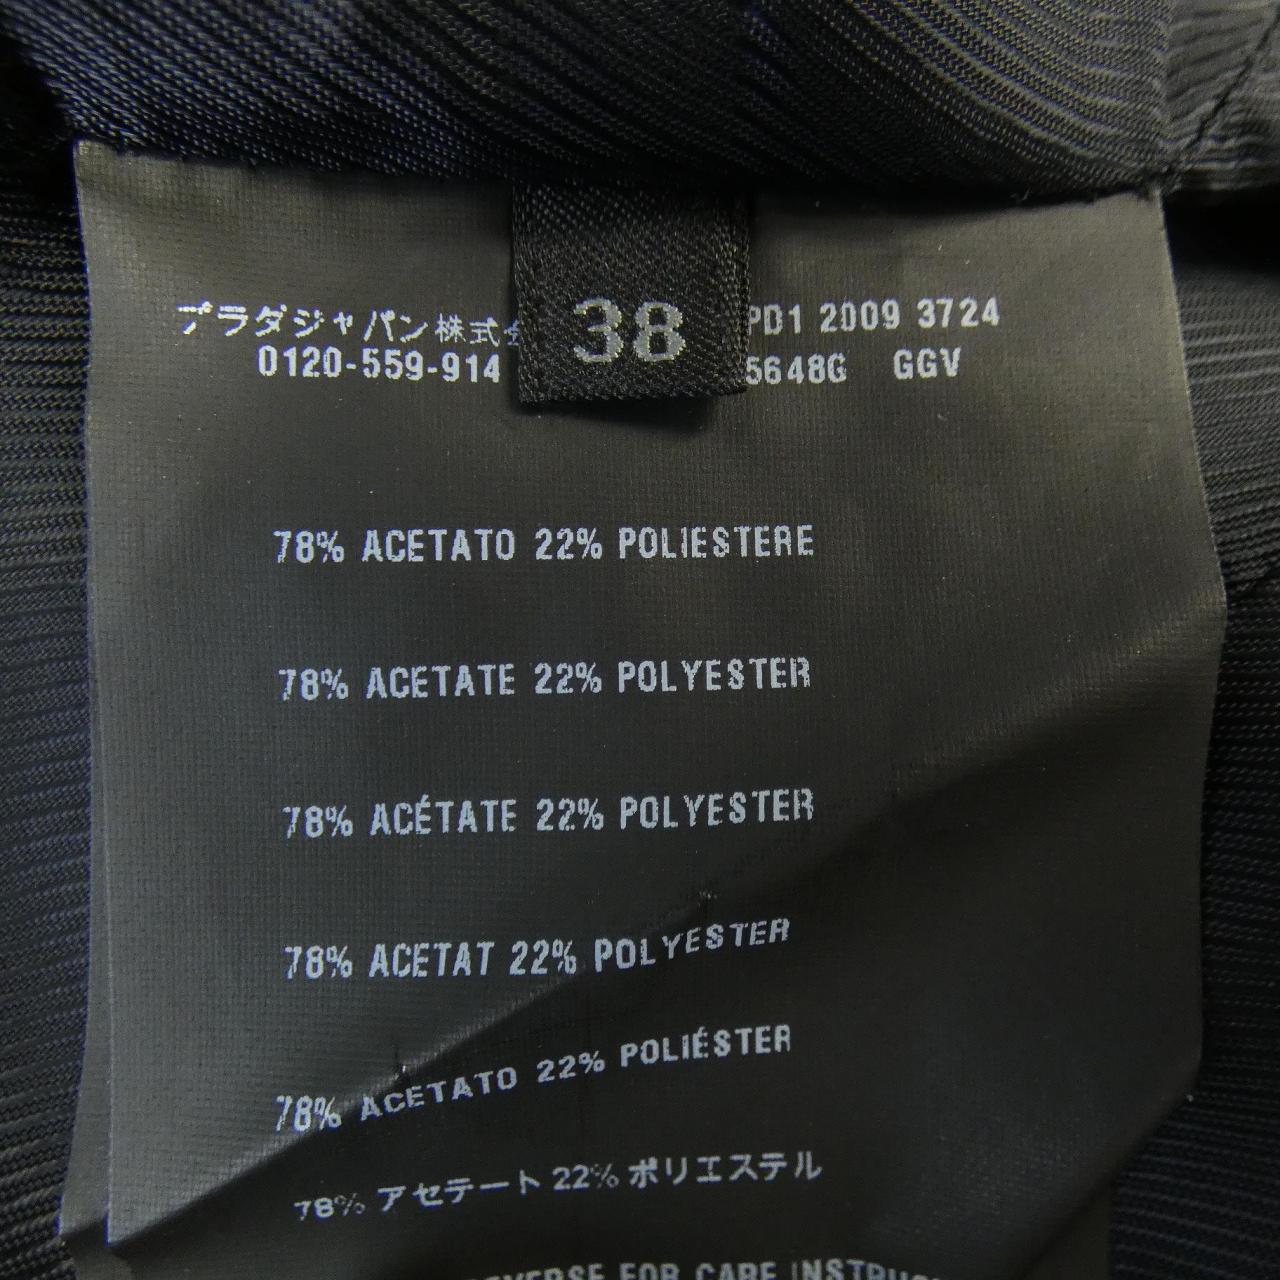 プラダジャパン株式会
0120-559-914
38
PD1 2009 3724
5648G GGV
78% ACETATO 22% POLIESTERE
78% ACETATE 22% POLYESTER
78% ACÉTATE 22% POLYESTER
78% ACETAT 22% POLYESTER
78% ACETATO 22% POLIÉSTER
78% アセテート 22% ポリエステル
FOR CARE